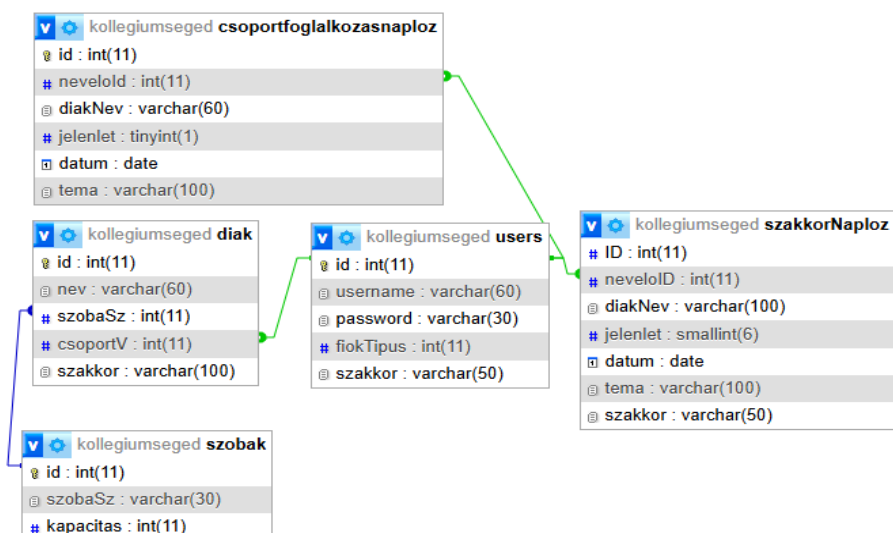 kollegiumseged csoportfoglalkozasnaploz
id : int(11)
neveloId : int(11)
diakNev : varchar(60)
jelenlet : tinyint(1)
datum : date
tema : varchar(100)
kollegiumseged diak
id : int(11)
nev : varchar(60)
szobaSz : int(11)
csoportV : int(11)
szakkor : varchar(100)
kollegiumseged users
id : int(11)
username : varchar(60)
password : varchar(30)
fiokTipus : int(11)
szakkor : varchar(50)
kollegiumseged szakkorNaploz
ID : int(11)
neveloID : int(11)
diakNev : varchar(100)
jelenlet : smallint(6)
datum : date
tema : varchar(100)
szakkor : varchar(50)
kollegiumseged szobak
id : int(11)
szobaSz : varchar(30)
kapacitas : int(11)